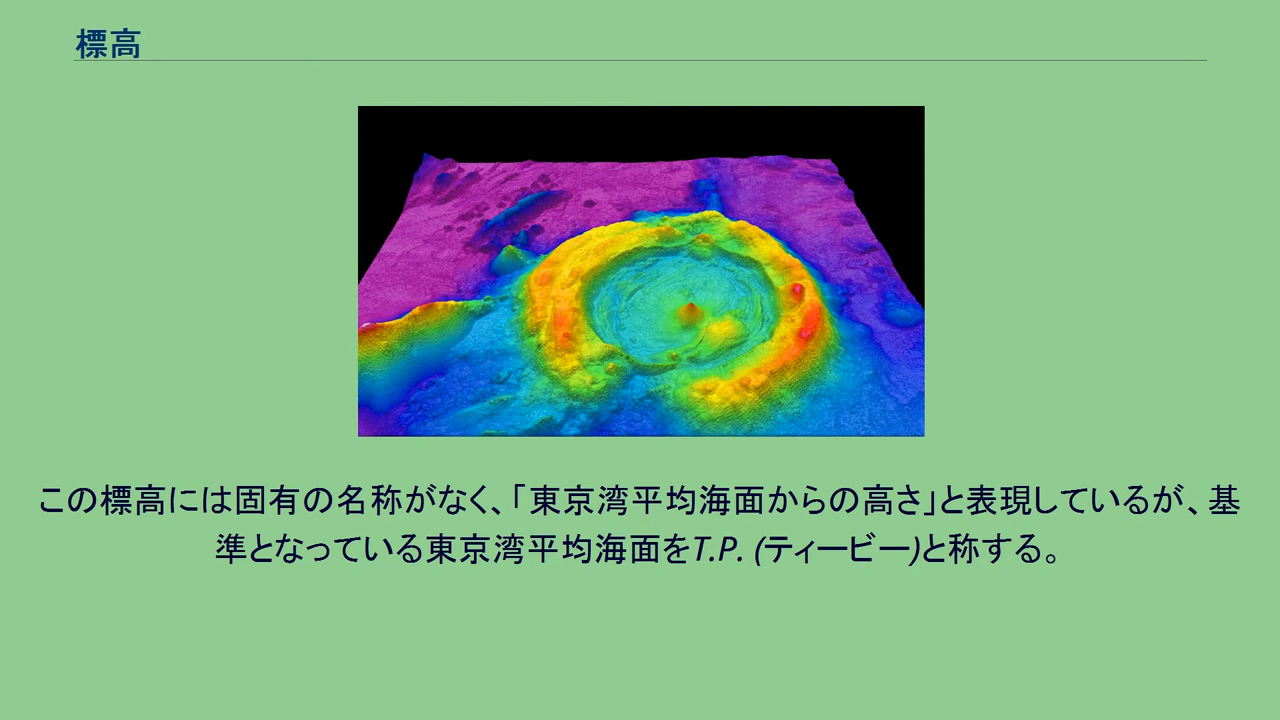 標高
この標高には固有の名称がなく、「東京湾平均海面からの高さ」と表現しているが、基
準となっている東京湾平均海面をT.P. (ティービー)と称する。